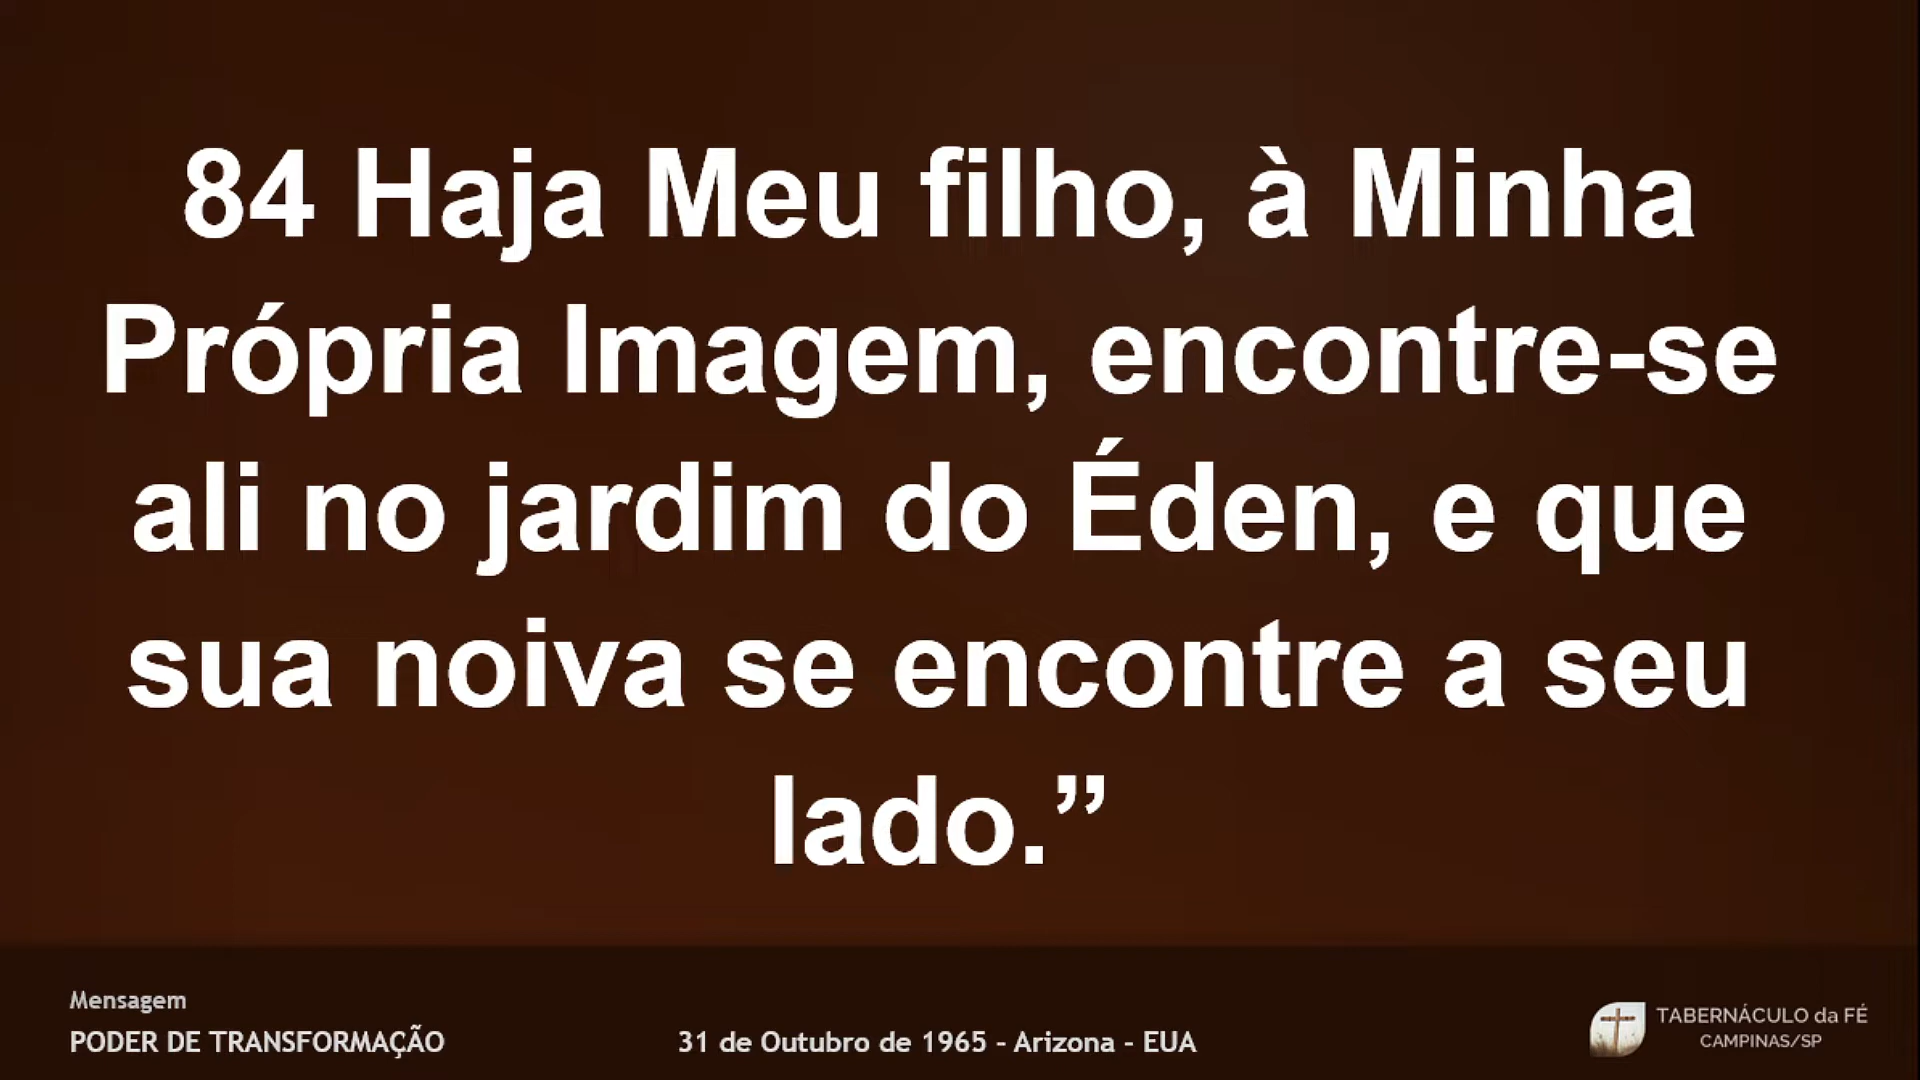 84 Haja Meu filho, à Minha
Própria Imagem, encontre-se
ali no jardim do Éden, e que
sua noiva se encontre a seu
lado.”
Mensagem
PODER DE TRANSFORMAÇÃO
31 de Outubro de 1965 - Arizona - EUA
TABERNÁCULO da FÉ
CAMPINAS/SP